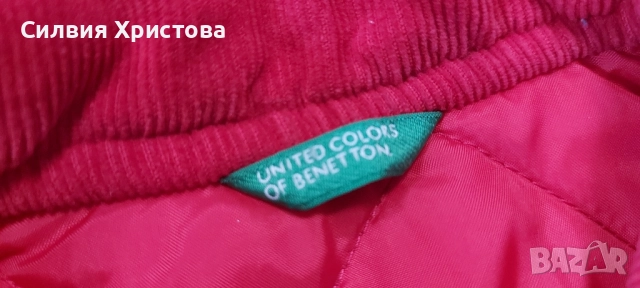 Силвия Христова
UNITED COLORS
OF BENETTON.
BAZAR